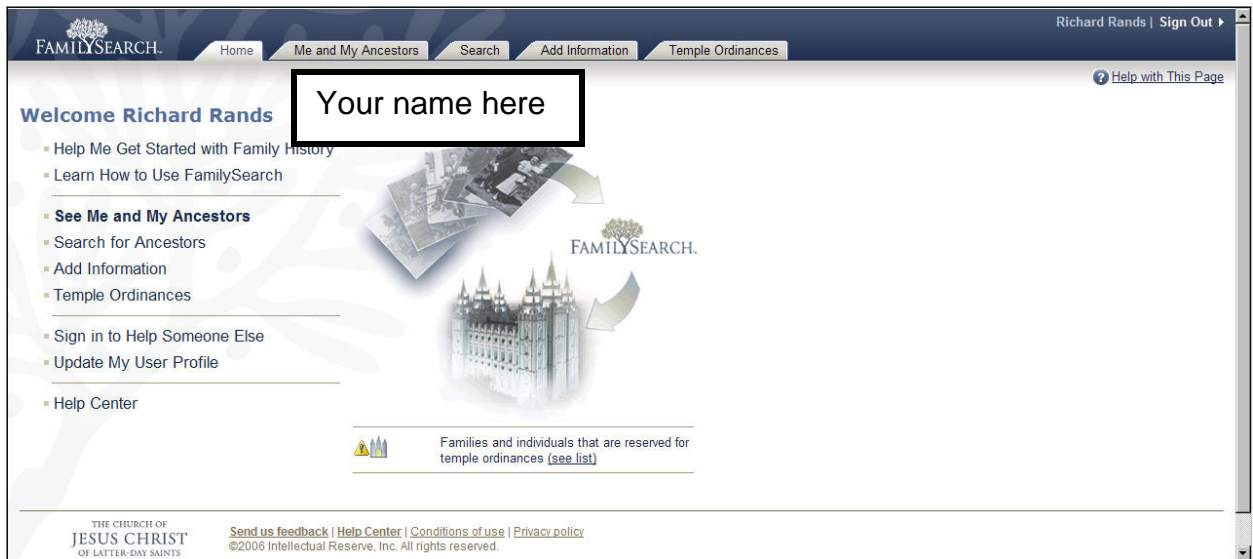 Richard Rands | Sign Out
FAMILYSEARCH.
Home
Me and My Ancestors
Search
Add Information
Temple Ordinances
Help with This Page
Your name here
Welcome Richard Rands
Help Me Get Started with Family History
Learn How to Use FamilySearch
See Me and My Ancestors
Search for Ancestors
Add Information
Temple Ordinances
Sign in to Help Someone Else
Update My User Profile
Help Center
FAMILYSEARCH.
Families and individuals that are reserved for
temple ordinances (see list)
THE CHURCH OF
JESUS CHRIST
OF LATTER-DAY SAINTS
Send us feedback | Help Center | Conditions of use | Privacy policy
©2006 Intellectual Reserve, Inc. All rights reserved.